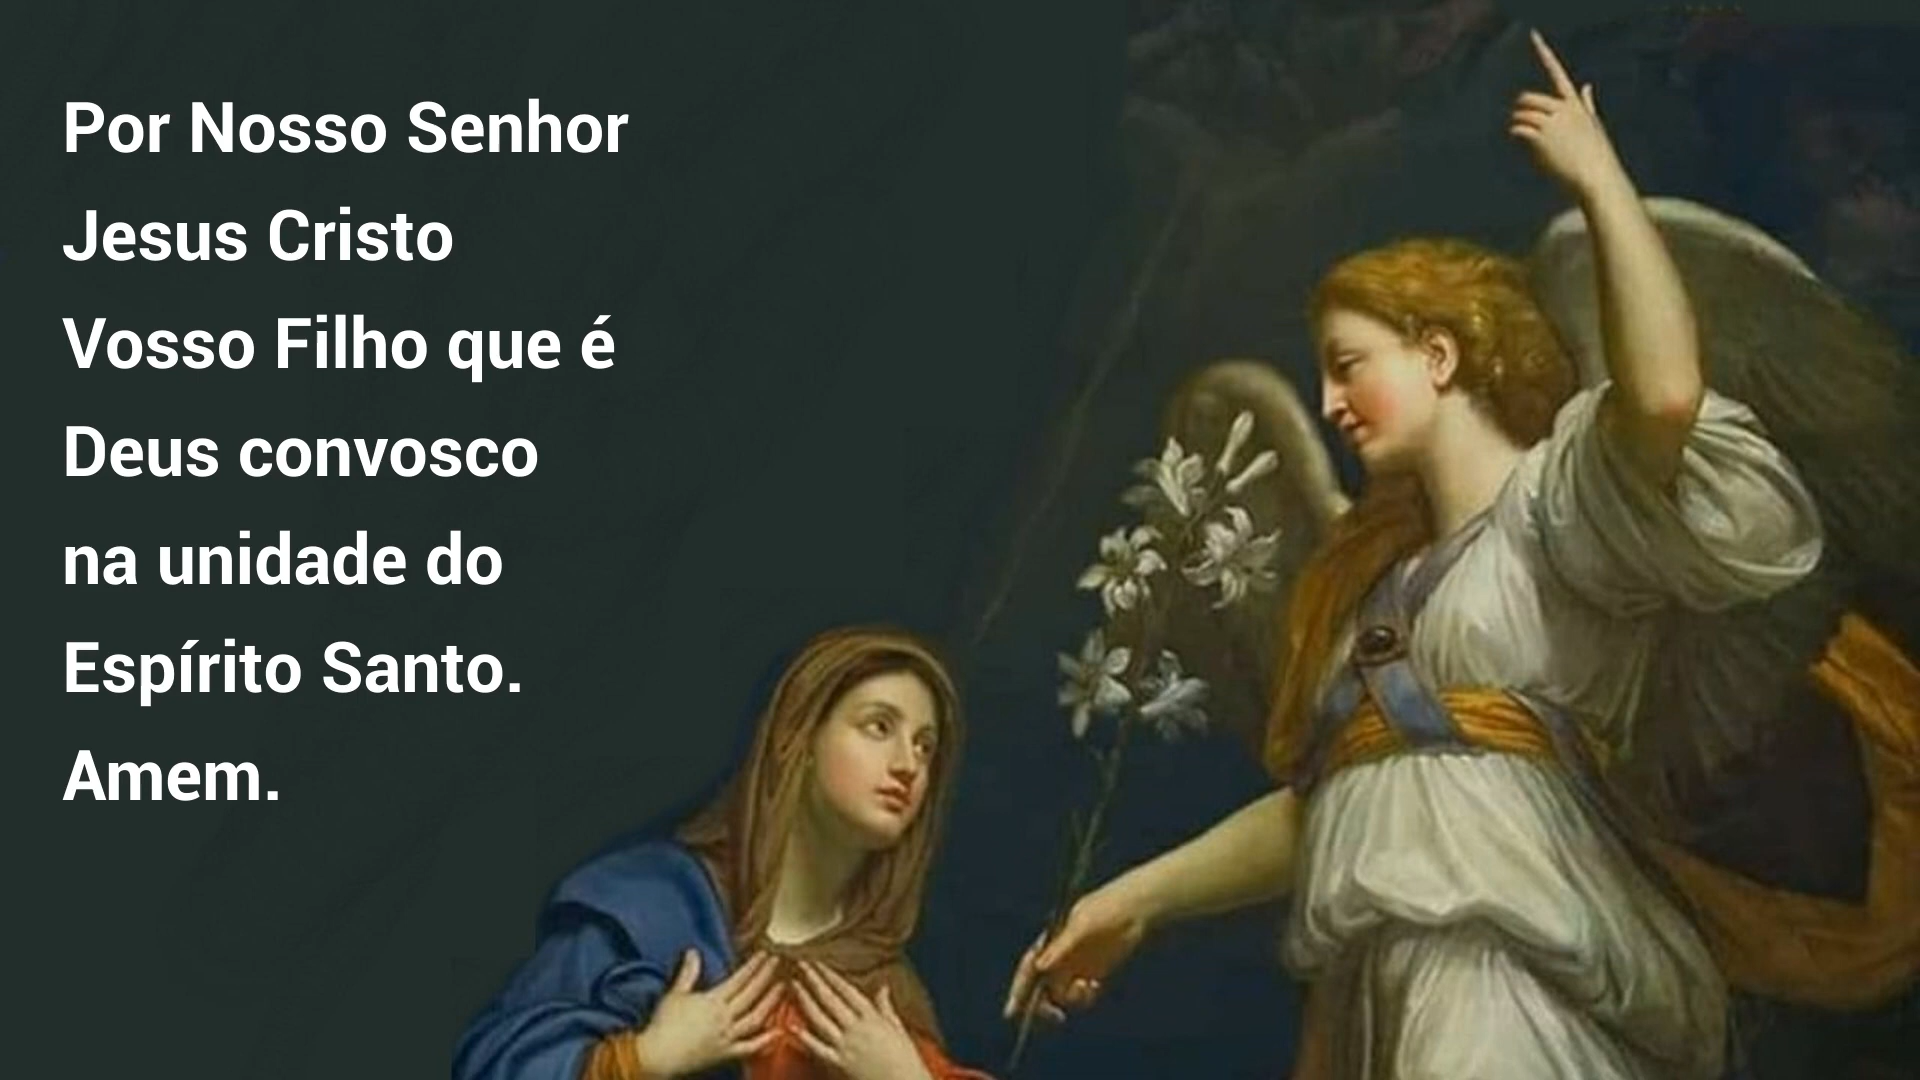 Por Nosso Senhor
Jesus Cristo
Vosso Filho que é
Deus convosco
na unidade do
Espírito Santo.
Amem.